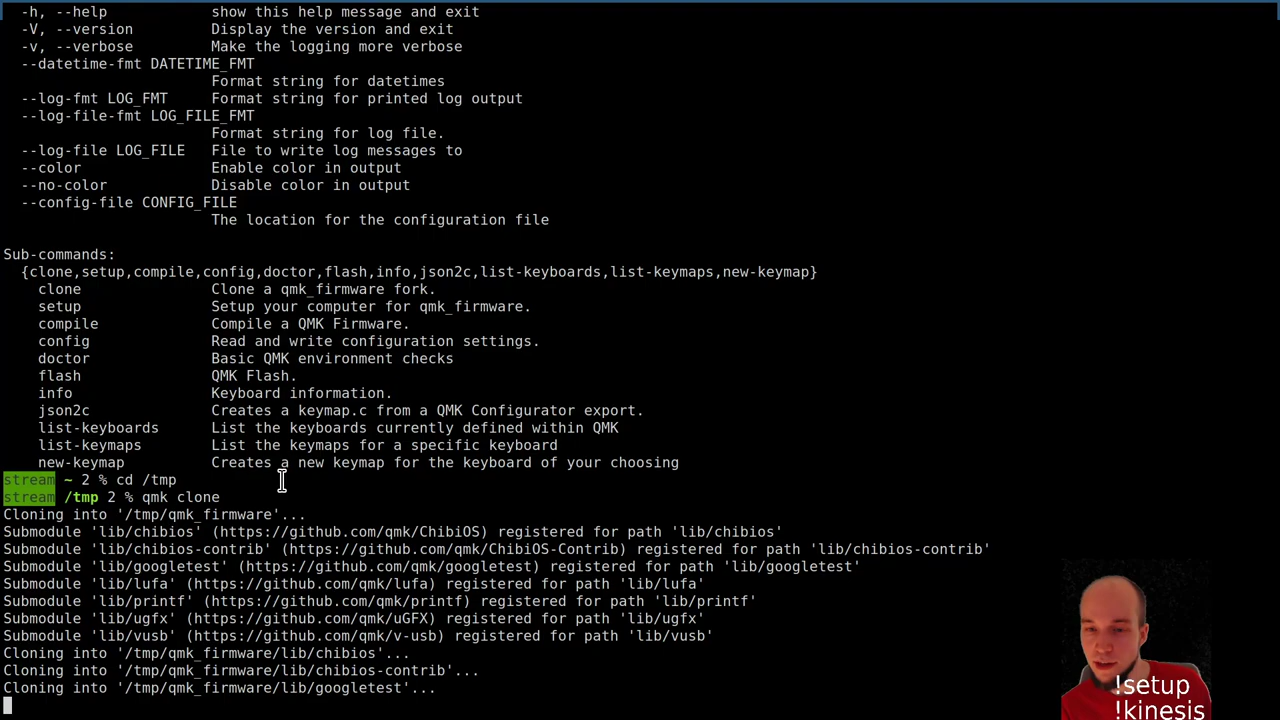 -h, --help            show this help message and exit
-V, --version         Display the version and exit
-v, --verbose         Make the logging more verbose
--datetime-fmt DATETIME_FMT
Format string for datetimes
--log-fmt LOG_FMT     Format string for printed log output
--log-file-fmt LOG_FILE_FMT
Format string for log file.
--log-file LOG_FILE   File to write log messages to
--color               Enable color in output
--no-color            Disable color in output
--config-file CONFIG_FILE
The location for the configuration file
Sub-commands:
{clone,setup,compile,config,doctor,flash,info,json2c,list-keyboards,list-keymaps,new-keymap}
clone               Clone a qmk_firmware fork.
setup               Setup your computer for qmk_firmware.
compile             Compile a QMK Firmware.
config              Read and write configuration settings.
doctor              Basic QMK environment checks
flash               QMK Flash.
info                Keyboard information.
json2c              Creates a keymap.c from a QMK Configurator export.
list-keyboards      List the keyboards currently defined within QMK
list-keymaps        List the keymaps for a specific keyboard
new-keymap          Creates a new keymap for the keyboard of your choosing
stream ~ 2 % cd /tmp
stream /tmp 2 % qmk clone
Cloning into '/tmp/qmk_firmware'...
Submodule 'lib/chibios' (https://github.com/qmk/ChibiOS) registered for path 'lib/chibios'
Submodule 'lib/chibios-contrib' (https://github.com/qmk/ChibiOS-Contrib) registered for path 'lib/chibios-contrib'
Submodule 'lib/googletest' (https://github.com/qmk/googletest) registered for path 'lib/googletest'
Submodule 'lib/lufa' (https://github.com/qmk/lufa) registered for path 'lib/lufa'
Submodule 'lib/printf' (https://github.com/qmk/printf) registered for path 'lib/printf'
Submodule 'lib/ugfx' (https://github.com/qmk/uGFX) registered for path 'lib/ugfx'
Submodule 'lib/vusb' (https://github.com/qmk/v-usb) registered for path 'lib/vusb'
Cloning into '/tmp/qmk_firmware/lib/chibios'...
Cloning into '/tmp/qmk_firmware/lib/chibios-contrib'...
Cloning into '/tmp/qmk_firmware/lib/googletest'...
!setup
!kinesis